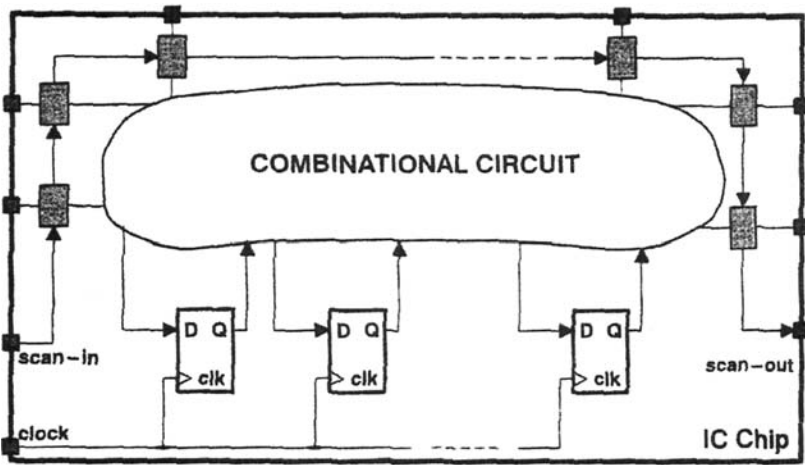 COMBINATIONAL CIRCUIT
D Q
clk
D Q
clk
D Q
clk
scan-in
scan-out
clock
IC Chip